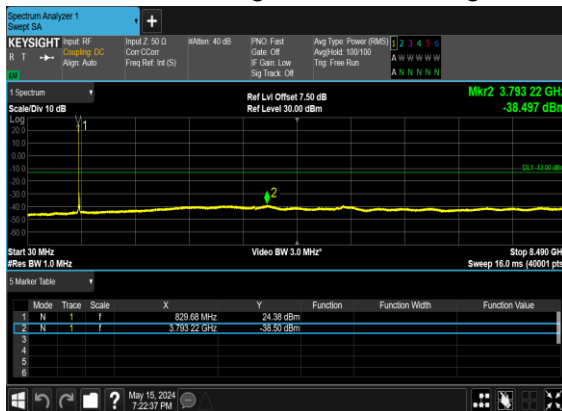 Spectrum Analyzer 1
Swept SA
KEYSIGHT
R T
Input: RF
Coupling: DC
Align: Auto
Input Z: 50 Ω
Corr CCorr
Freq Ref: Int (S)
#Atten: 40 dB
PNO: Fast
Gate: Off
IF Gain: Low
Sig Track: Off
Avg Type: Power (RMS)
Avg|Hold: 100/100
Trig: Free Run
1 2 3 4 5 6
A W W W W W
A N N N N N
1 Spectrum
Scale/Div 10 dB
Ref Lvl Offset 7.50 dB
Ref Level 30.00 dBm
Mkr2 3.793 22 GHz
-38.497 dBm
Log
20.0
10.0
0.00
-10.0
-20.0
-30.0
-40.0
-50.0
-60.0
1
2
DL1 -13.00 dBm
Start 30 MHz
#Res BW 1.0 MHz
Video BW 3.0 MHz*
Stop 8.490 GHz
Sweep 16.0 ms (40001 pts)
5 Marker Table
Mode Trace Scale X Y Function Function Width Function Value
1 N 1 f 829.68 MHz 24.38 dBm
2 N 1 f 3.793 22 GHz -38.50 dBm
3
4
5
6
?
May 15, 2024
7:22:37 PM